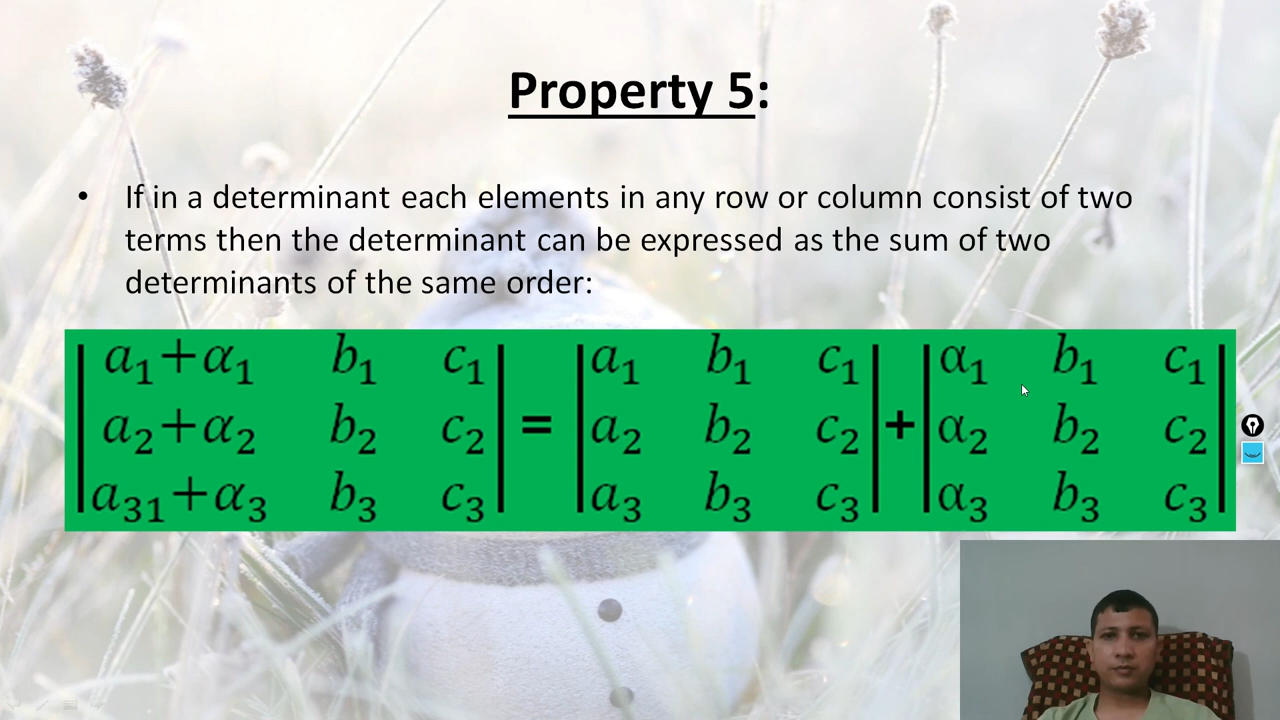 Property 5:
• If in a determinant each elements in any row or column consist of two
terms then the determinant can be expressed as the sum of two
determinants of the same order:
| a₁+α₁ b₁ c₁ | | a₁ b₁ c₁ | | α₁ b₁ c₁ |
| a₂+α₂ b₂ c₂ | = | a₂ b₂ c₂ | + | α₂ b₂ c₂ |
| a₃₁+α₃ b₃ c₃ | | a₃ b₃ c₃ | | α₃ b₃ c₃ |